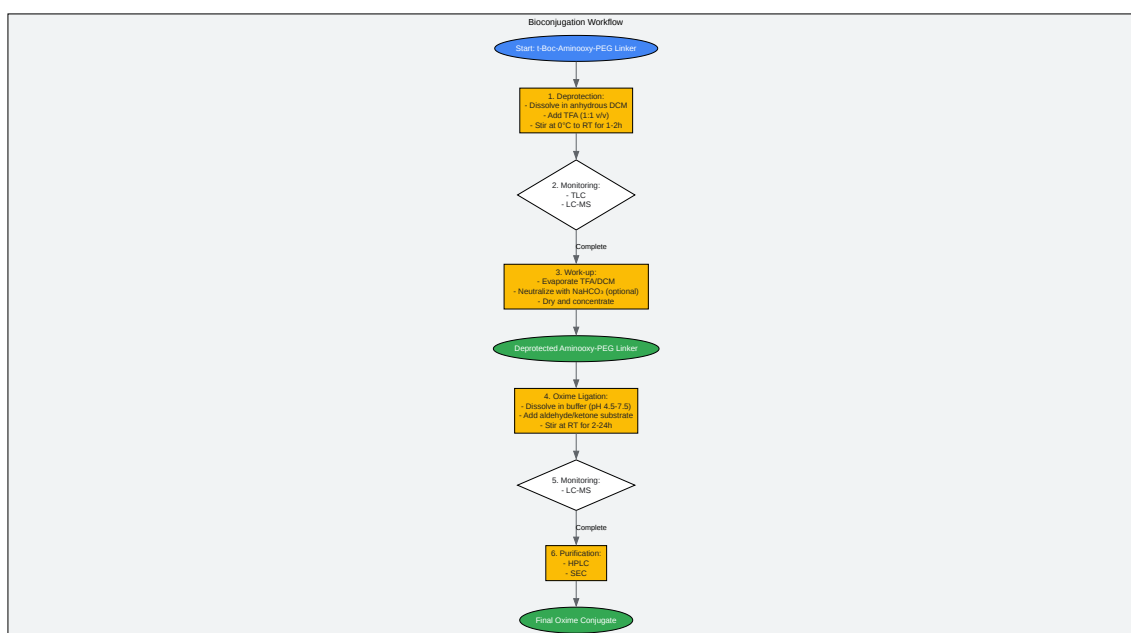 Bioconjugation Workflow
Start: t-Boc-Aminooxy-PEG Linker
1. Deprotection:
- Dissolve in anhydrous DCM
- Add TFA (1:1 v/v)
- Stir at 0°C to RT for 1-2h
2. Monitoring:
- TLC
- LC-MS
Complete
3. Work-up:
- Evaporate TFA/DCM
- Neutralize with NaHCO₃ (optional)
- Dry and concentrate
Deprotected Aminooxy-PEG Linker
4. Oxime Ligation:
- Dissolve in buffer (pH 4.5-7.5)
- Add aldehyde/ketone substrate
- Stir at RT for 2-24h
5. Monitoring:
- LC-MS
Complete
6. Purification:
- HPLC
- SEC
Final Oxime Conjugate